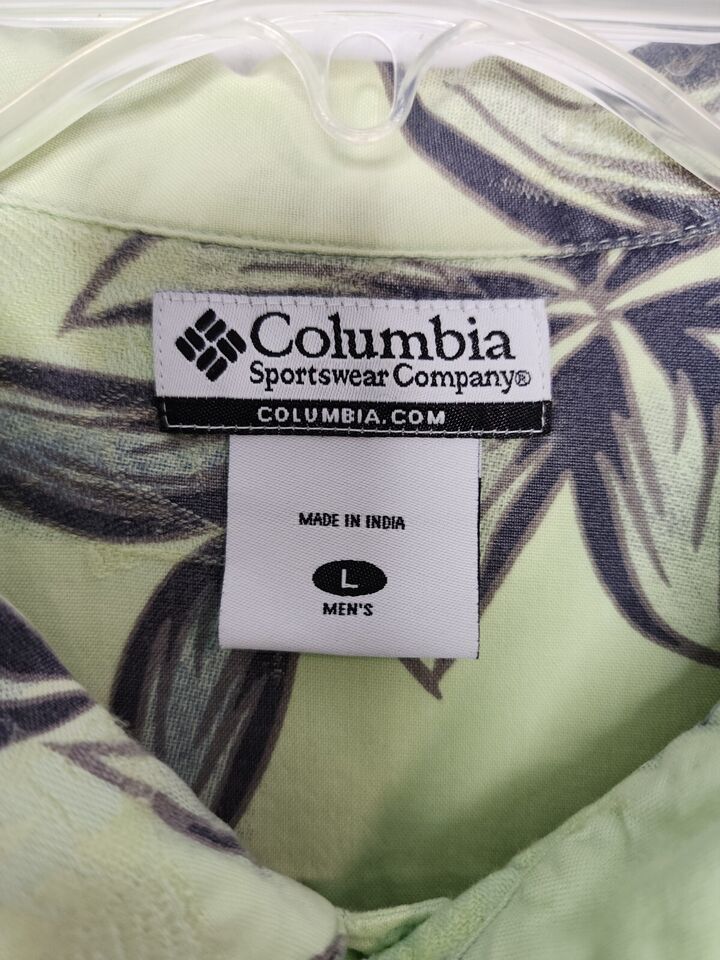 Columbia
Sportswear Company®
COLUMBIA.COM
MADE IN INDIA
L
MEN'S